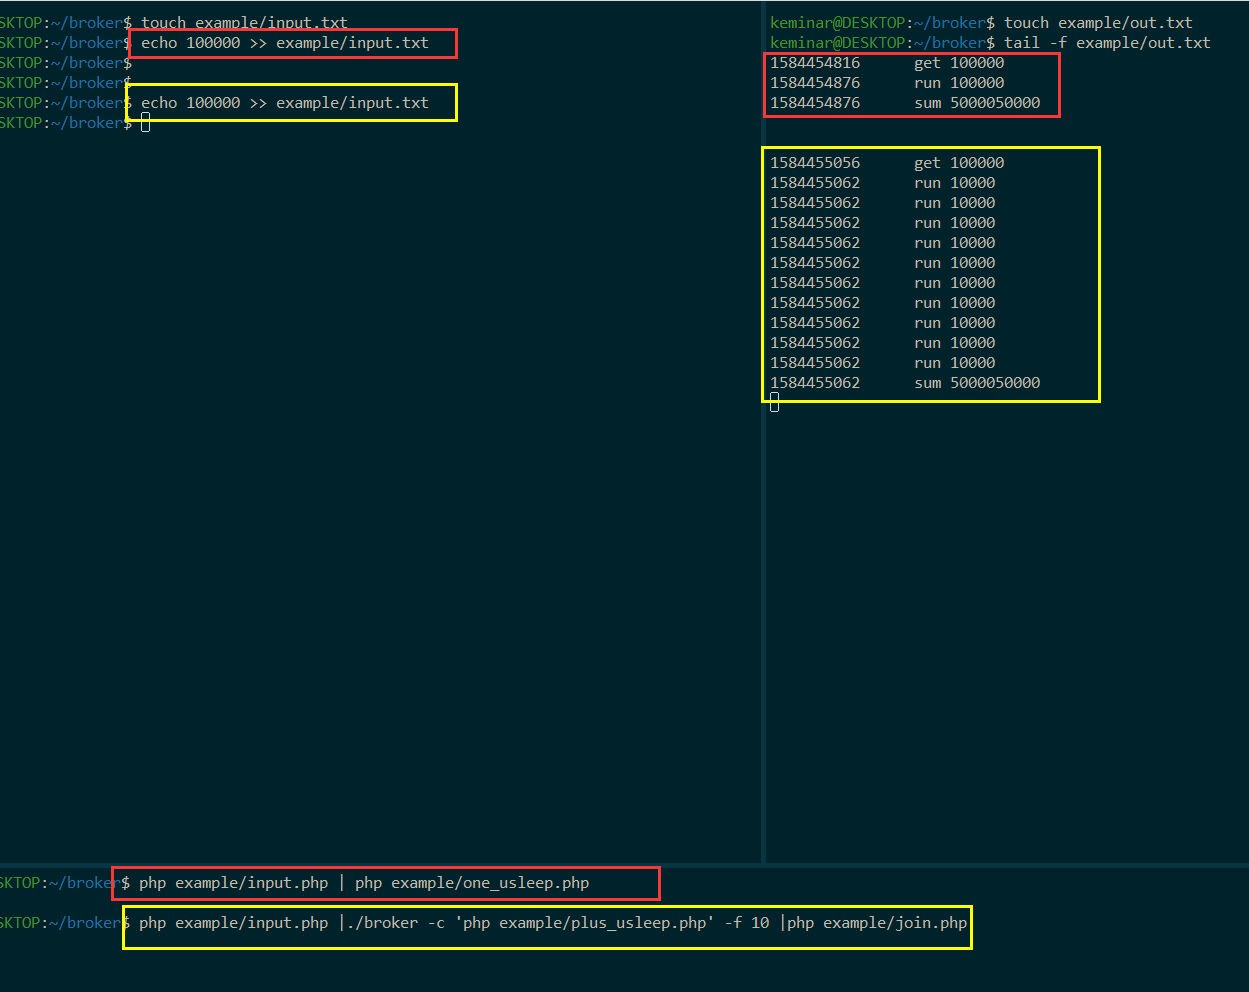 SKTOP:~/broker$ touch example/input.txt
SKTOP:~/broker$ echo 100000 >> example/input.txt
SKTOP:~/broker$
SKTOP:~/broker$
SKTOP:~/broker$ echo 100000 >> example/input.txt
SKTOP:~/broker$
keminar@DESKTOP:~/broker$ touch example/out.txt
keminar@DESKTOP:~/broker$ tail -f example/out.txt
1584454816 get 100000
1584454876 run 100000
1584454876 sum 5000050000
1584455056 get 100000
1584455062 run 10000
1584455062 run 10000
1584455062 run 10000
1584455062 run 10000
1584455062 run 10000
1584455062 run 10000
1584455062 run 10000
1584455062 run 10000
1584455062 run 10000
1584455062 run 10000
1584455062 sum 5000050000
SKTOP:~/broker$ php example/input.php | php example/one_usleep.php
SKTOP:~/broker$ php example/input.php |./broker -c 'php example/plus_usleep.php' -f 10 |php example/join.php